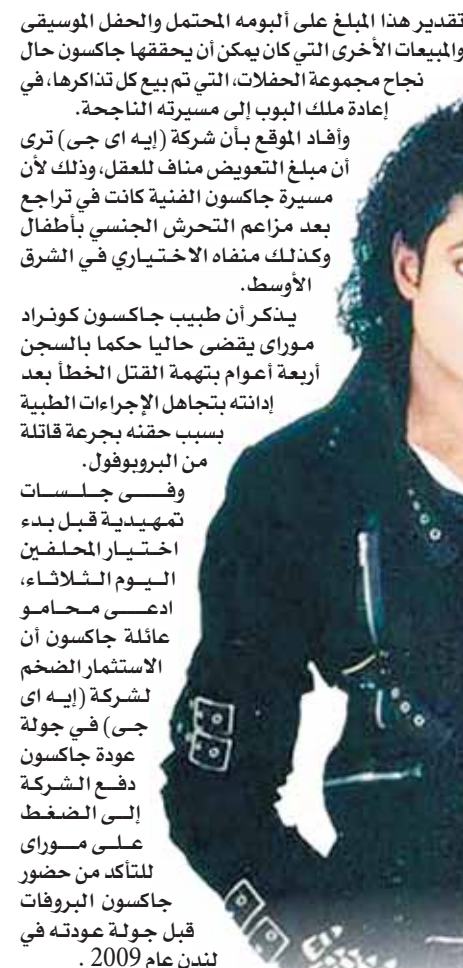 تقدير هذا المبلغ على ألبومه المحتمل والحفل الموسيقى
والمبيعات الأخرى التي كان يمكن أن يحققها جاكسون حال
نجاح مجموعة الحفلات، التي تم بيع كل تذاكرها، في
إعادة ملك البوب إلى مسيرته الناجحة.
وأفاد الموقع بأن شركة (إيه اى جى) ترى
أن مبلغ التعويض مناف للعقل، وذلك لأن
مسيرة جاكسون الفنية كانت في تراجع
بعد مزاعم التحرش الجنسي بأطفال
وكذلك منفاه الاختياري في الشرق
الأوسط.
يذكر أن طبيب جاكسون كونراد
موراى يقضى حاليا حكما بالسجن
أربعة أعوام بتهمة القتل الخطأ بعد
إدانته بتجاهل الإجراءات الطبية
بسبب حقنه بجرعة قاتلة
من البروبوفول.
وفى جلسات
تمهيدية قبل بدء
اختيار المحلفين
اليوم الثلاثاء،
ادعى محامو
عائلة جاكسون أن
الاستثمار الضخم
لشركة (إيه اى
جى) في جولة
عودة جاكسون
دفع الشركة
إلى الضغط
على موراى
للتأكد من حضور
جاكسون البروفات
قبل جولة عودته في
لندن عام 2009 .